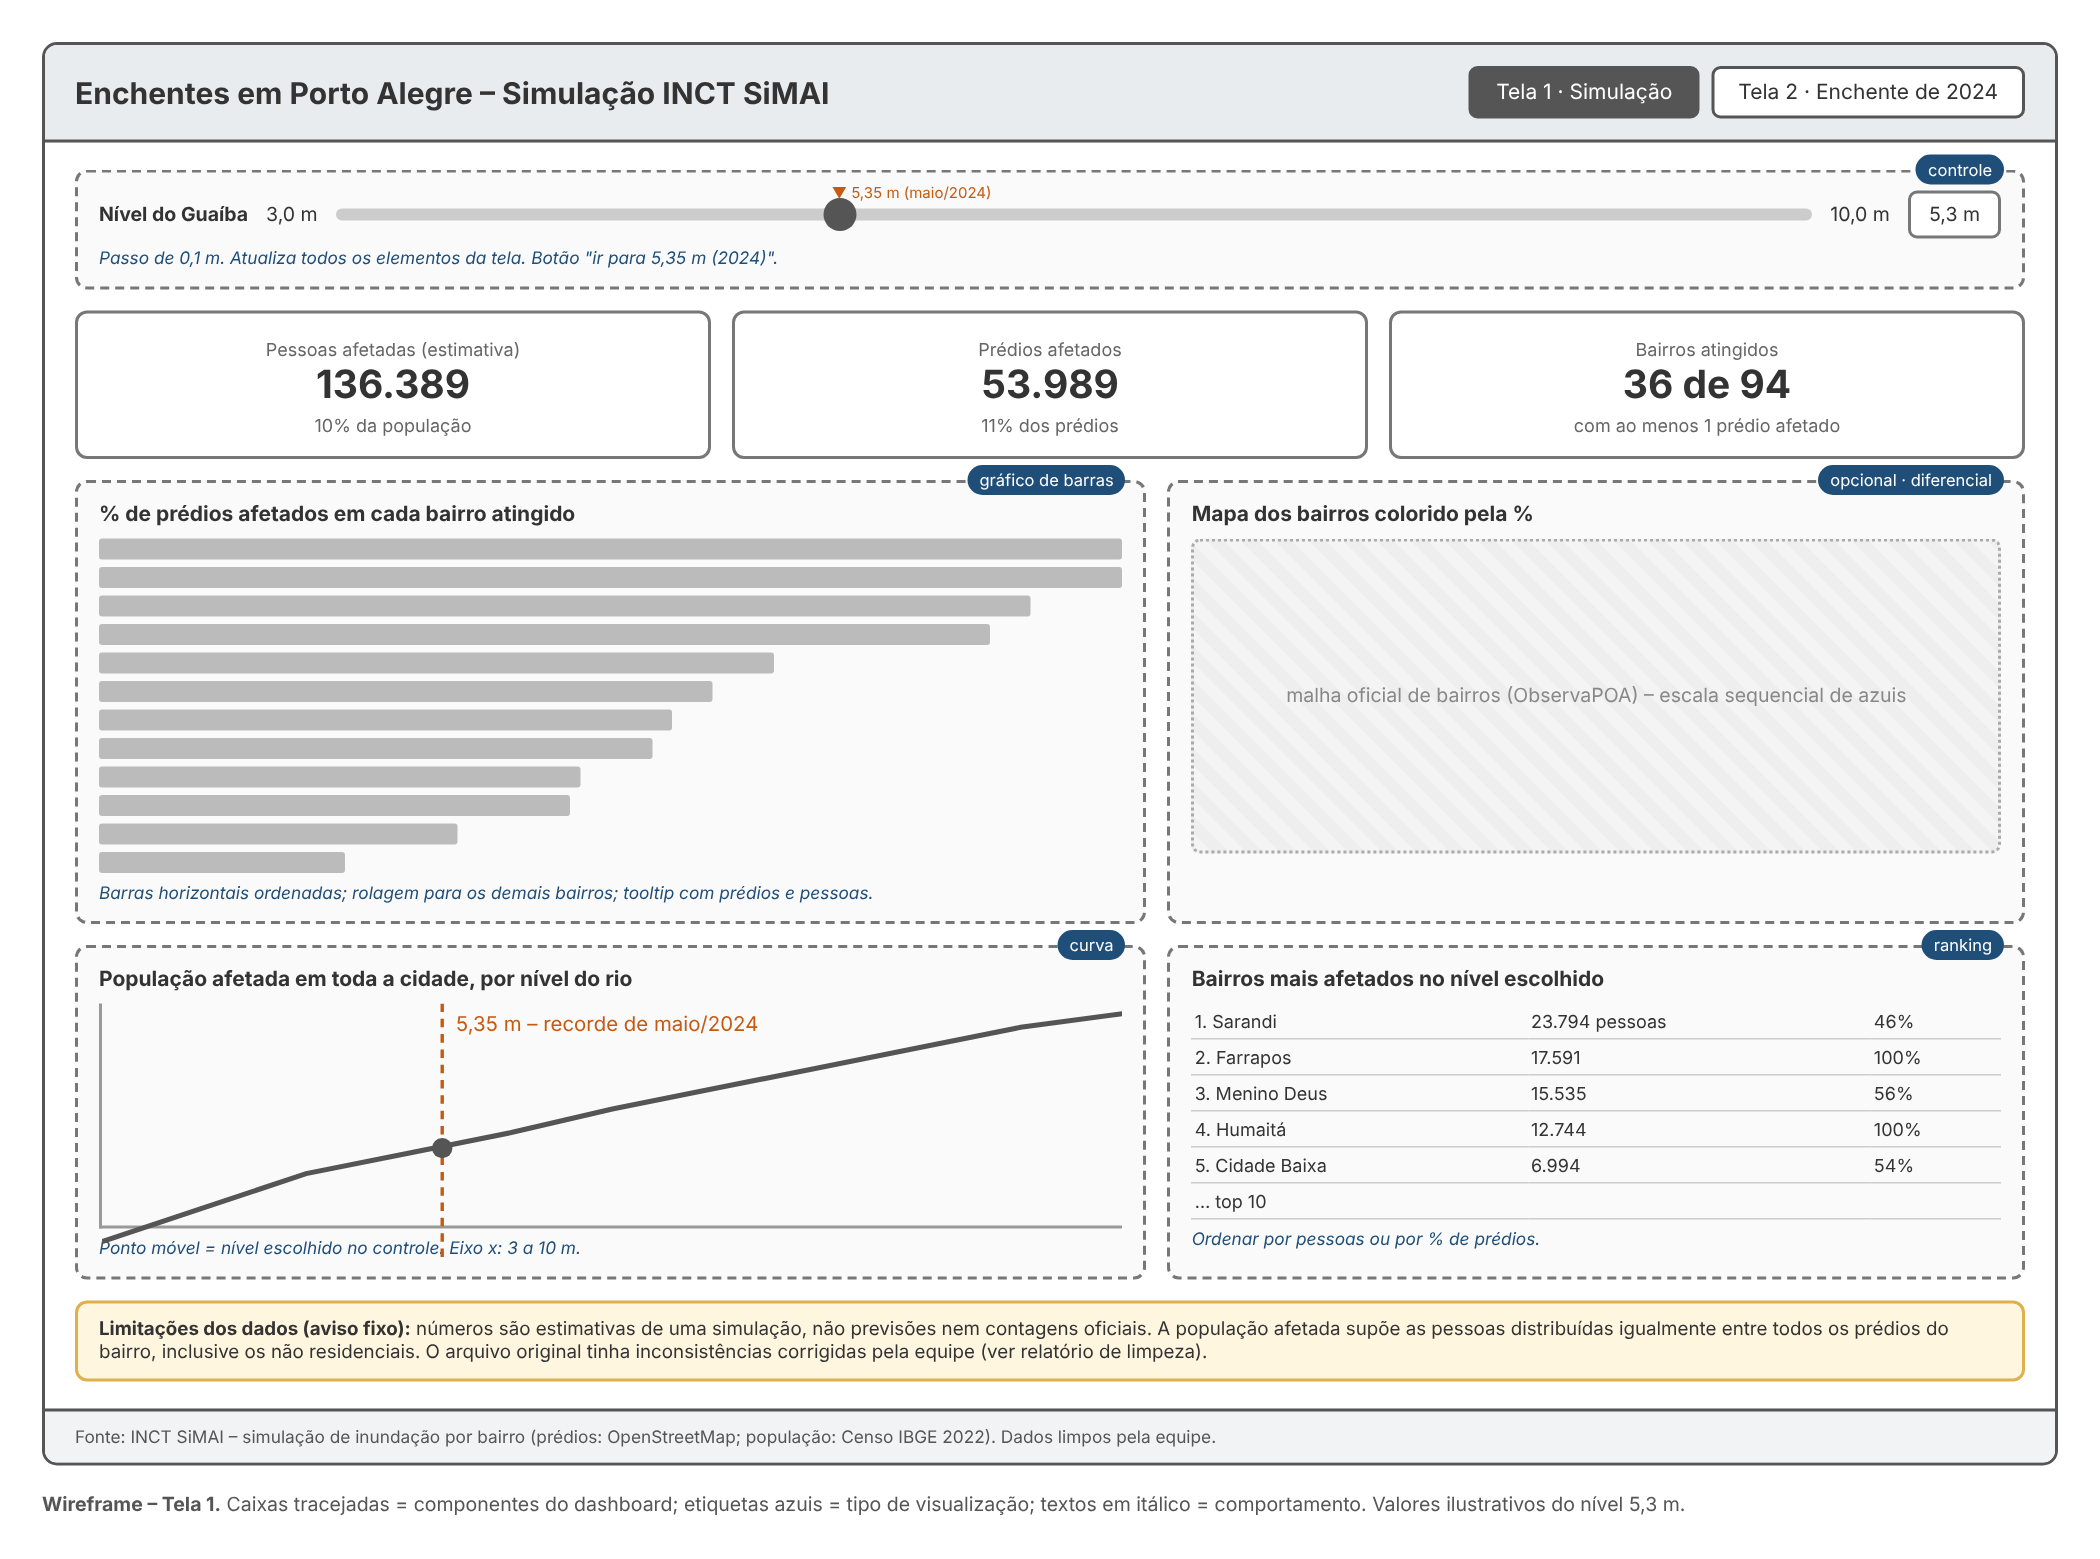 Enchentes em Porto Alegre – Simulação INCT SiMAI
Tela 1 · Simulação
Tela 2 · Enchente de 2024
controle
5,35 m (maio/2024)
Nível do Guaíba 3,0 m 10,0 m 5,3 m
Passo de 0,1 m. Atualiza todos os elementos da tela. Botão "ir para 5,35 m (2024)".
Pessoas afetadas (estimativa)
136.389
10% da população
Prédios afetados
53.989
11% dos prédios
Bairros atingidos
36 de 94
com ao menos 1 prédio afetado
gráfico de barras
% de prédios afetados em cada bairro atingido
Barras horizontais ordenadas; rolagem para os demais bairros; tooltip com prédios e pessoas.
opcional · diferencial
Mapa dos bairros colorido pela %
malha oficial de bairros (ObservaPOA) – escala sequencial de azuis
curva
População afetada em toda a cidade, por nível do rio
5,35 m – recorde de maio/2024
Ponto móvel = nível escolhido no controle. Eixo x: 3 a 10 m.
ranking
Bairros mais afetados no nível escolhido
1. Sarandi 23.794 pessoas 46%
2. Farrapos 17.591 100%
3. Menino Deus 15.535 56%
4. Humaitá 12.744 100%
5. Cidade Baixa 6.994 54%
... top 10
Ordenar por pessoas ou por % de prédios.
Limitações dos dados (aviso fixo): números são estimativas de uma simulação, não previsões nem contagens oficiais. A população afetada supõe as pessoas distribuídas igualmente entre todos os prédios do
bairro, inclusive os não residenciais. O arquivo original tinha inconsistências corrigidas pela equipe (ver relatório de limpeza).
Fonte: INCT SiMAI – simulação de inundação por bairro (prédios: OpenStreetMap; população: Censo IBGE 2022). Dados limpos pela equipe.
Wireframe – Tela 1. Caixas tracejadas = componentes do dashboard; etiquetas azuis = tipo de visualização; textos em itálico = comportamento. Valores ilustrativos do nível 5,3 m.